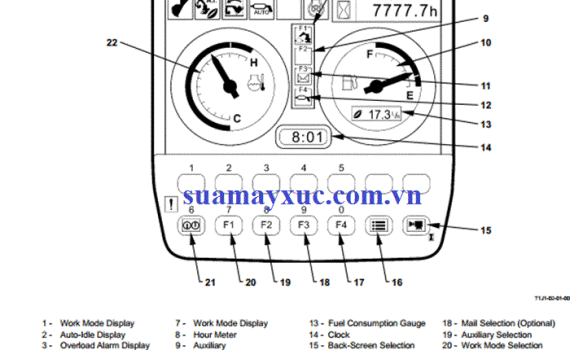 A.I.
AUTO
7777.7h
F1
F2
F3
F4
9
10
11
12
13
14
22
H
C
F
E
17.3 L/h
8:01
1 2 3 4 5
suamayxuc.com.vn
6 7 8 9 0
F1 F2 F3 F4
15
21 20 19 18 17 16
T1J1-05-01-00
1 - Work Mode Display
2 - Auto-Idle Display
3 - Overload Alarm Display
7 - Work Mode Display
8 - Hour Meter
9 - Auxiliary
13 - Fuel Consumption Gauge
14 - Clock
15 - Back-Screen Selection
18 - Mail Selection (Optional)
19 - Auxiliary Selection
20 - Work Mode Selection